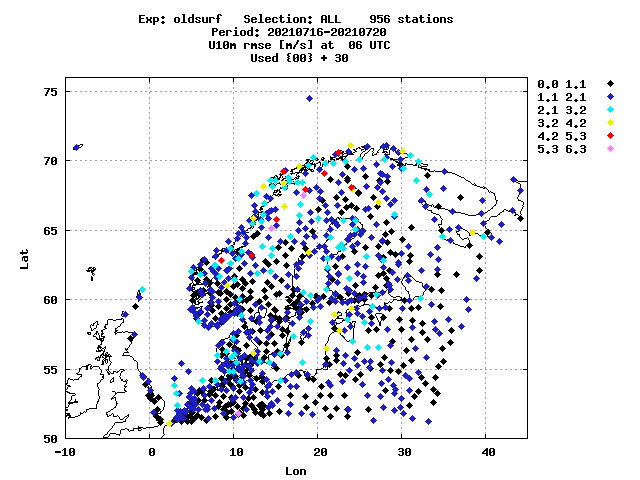 Exp: oldsurf   Selection: ALL    956 stations
Period: 20210716-20210720
U10m rmse [m/s] at  06 UTC
Used {00} + 30
0.0 1.1
1.1 2.1
2.1 3.2
3.2 4.2
4.2 5.3
5.3 6.3
75
70
65
60
55
50
Lat
-10 0 10 20 30 40
Lon